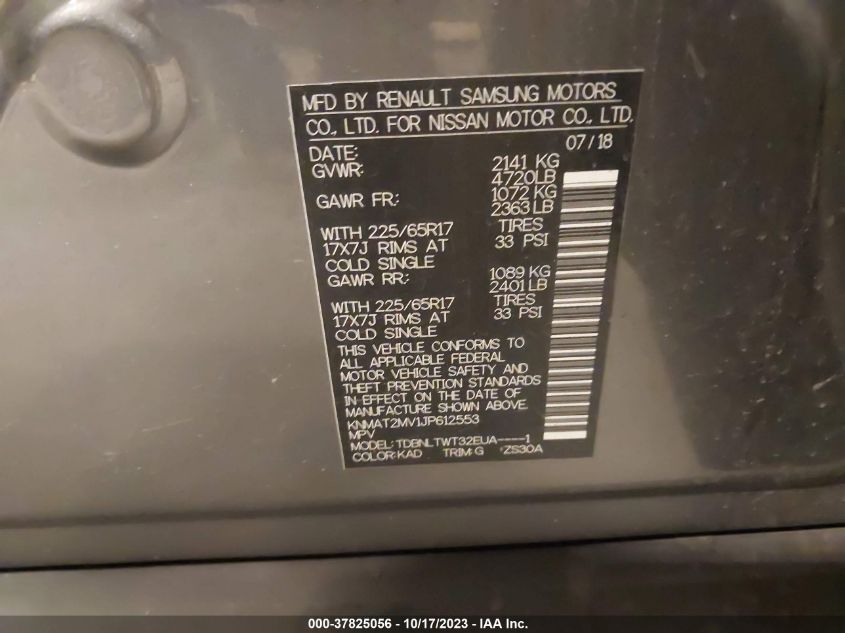 MFD BY RENAULT SAMSUNG MOTORS
CO., LTD. FOR NISSAN MOTOR CO., LTD.
DATE: 07/18
GVWR: 2141 KG
4720LB
GAWR FR: 1072 KG
2363LB
WITH 225/65R17 TIRES
17X7J RIMS AT 33 PSI
COLD SINGLE
GAWR RR: 1089 KG
2401LB
WITH 225/65R17 TIRES
17X7J RIMS AT 33 PSI
COLD SINGLE
THIS VEHICLE CONFORMS TO
ALL APPLICABLE FEDERAL
MOTOR VEHICLE SAFETY AND
THEFT PREVENTION STANDARDS
IN EFFECT ON THE DATE OF
MANUFACTURE SHOWN ABOVE.
KNMAT2MV1JP612553
MPV
MODEL: TDBNLTWT32EUA----1
COLOR:KAD TRIM:G ZS30A
000-37825056 - 10/17/2023 - IAA Inc.